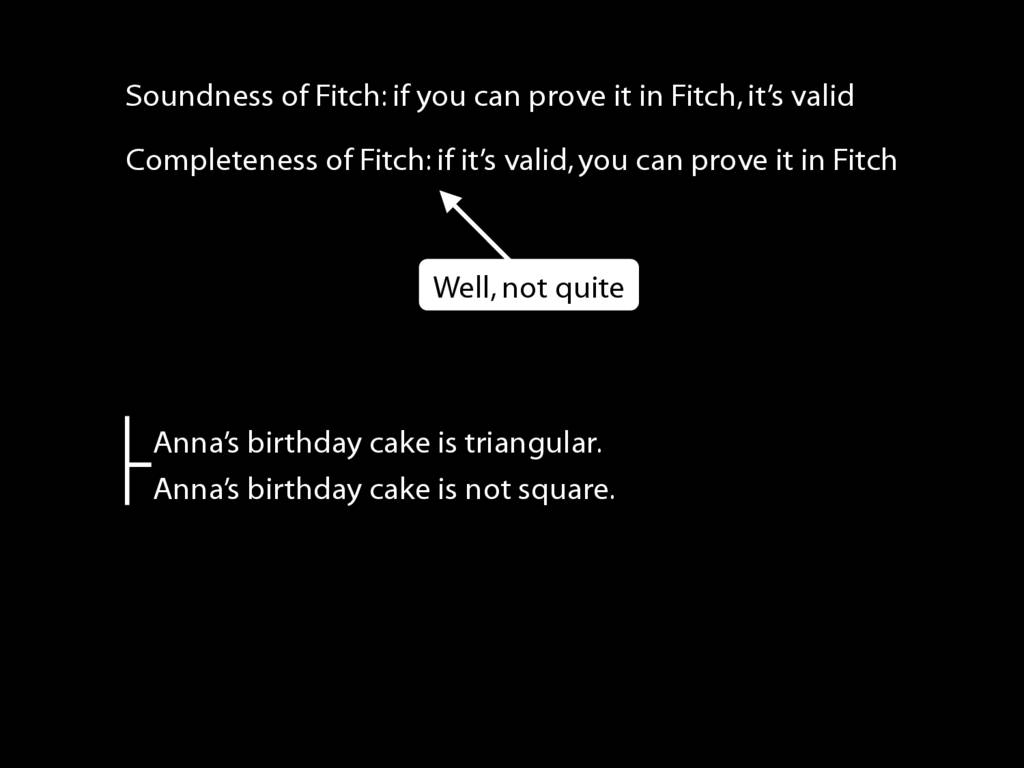 Soundness of Fitch: if you can prove it in Fitch, it’s valid
Completeness of Fitch: if it’s valid, you can prove it in Fitch
Well, not quite
Anna’s birthday cake is triangular.
Anna’s birthday cake is not square.